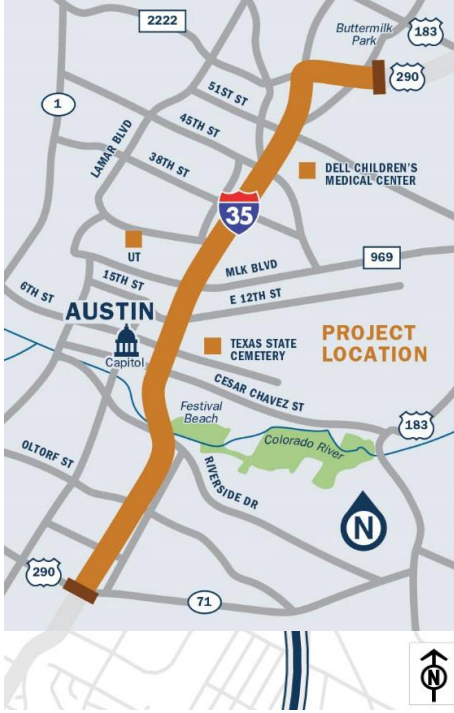 2222
Buttermilk
Park
183
290
1
51ST ST
45TH ST
LAMAR BLVD
38TH ST
DELL CHILDREN'S
MEDICAL CENTER
35
UT
MLK BLVD
969
15TH ST
E 12TH ST
6TH ST
AUSTIN
Capitol
TEXAS STATE
CEMETERY
PROJECT
LOCATION
CESAR CHAVEZ ST
Festival
Beach
183
Colorado River
OLTORF ST
RIVERSIDE DR
N
290
71
N